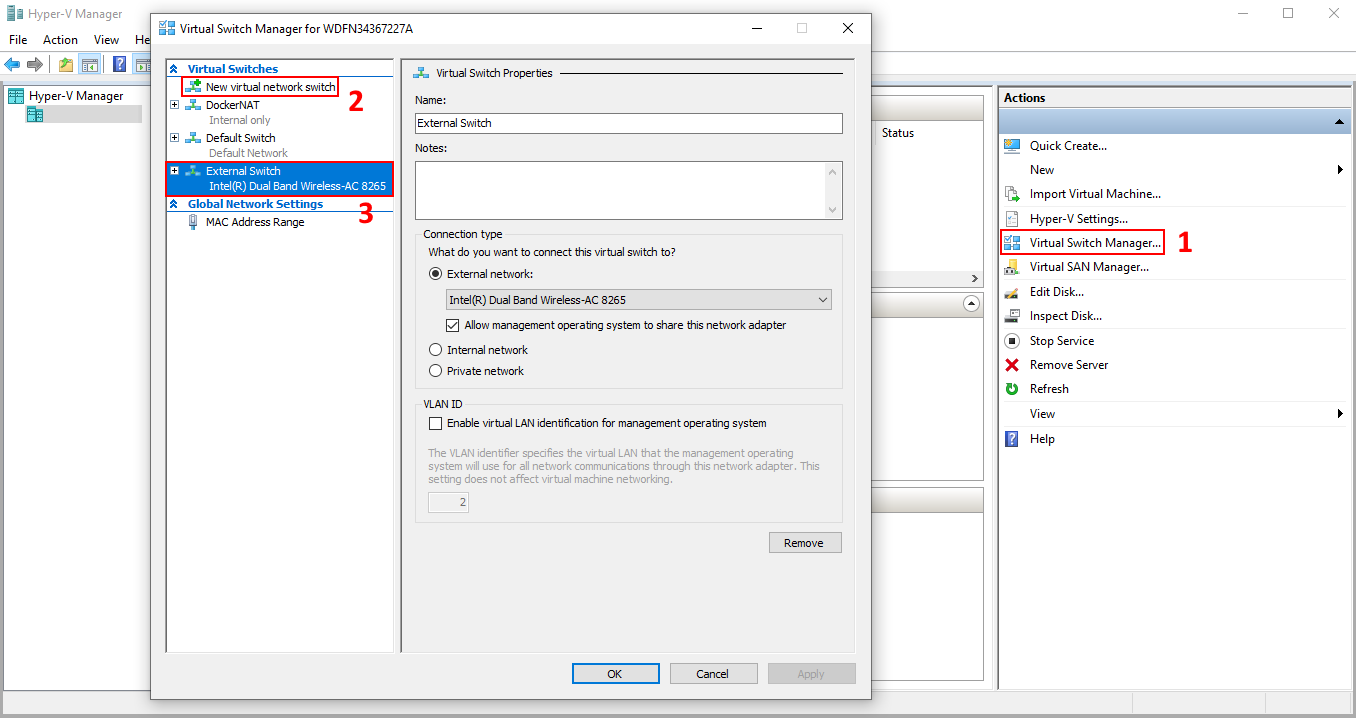 Hyper-V Manager
File Action View He
Hyper-V Manager
Virtual Switch Manager for WDFN34367227A
Virtual Switches
New virtual network switch
2
DockerNAT
Internal only
Default Switch
Default Network
External Switch
Intel(R) Dual Band Wireless-AC 8265
3
Global Network Settings
MAC Address Range
Virtual Switch Properties
Name:
External Switch
Notes:
Connection type
What do you want to connect this virtual switch to?
External network:
Intel(R) Dual Band Wireless-AC 8265
Allow management operating system to share this network adapter
Internal network
Private network
VLAN ID
Enable virtual LAN identification for management operating system
The VLAN identifier specifies the virtual LAN that the management operating
system will use for all network communications through this network adapter. This
setting does not affect virtual machine networking.
2
Remove
OK Cancel Apply
Status
Actions
Quick Create...
New
Import Virtual Machine...
Hyper-V Settings...
Virtual Switch Manager...
1
Virtual SAN Manager...
Edit Disk...
Inspect Disk...
Stop Service
Remove Server
Refresh
View
Help